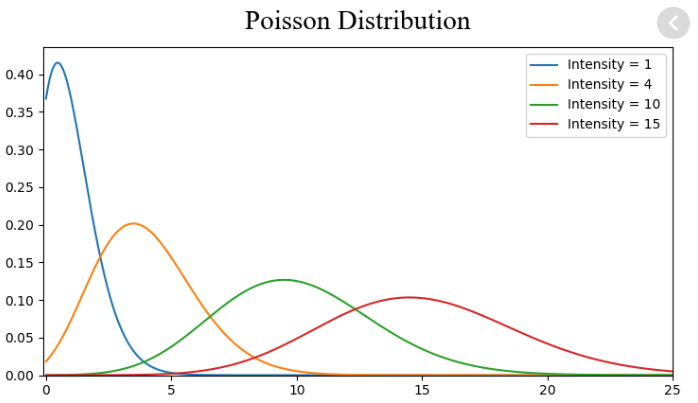 Poisson Distribution
Intensity = 1
Intensity = 4
Intensity = 10
Intensity = 15
0.40
0.35
0.30
0.25
0.20
0.15
0.10
0.05
0.00
0 5 10 15 20 25